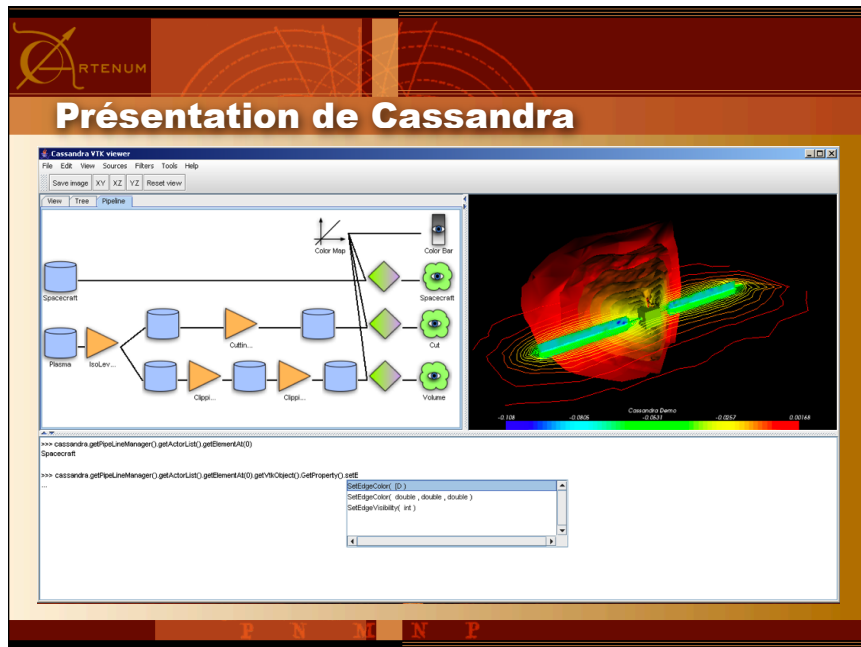 ARTENUM
Présentation de Cassandra
Cassandra VTK viewer
File Edit View Sources Filters Tools Help
Save image XY XZ YZ Reset view
View Tree Pipeline
Color Map
Color Bar
Spacecraft
Spacecraft
Cuttin...
Cut
Plasma
IsoLev...
Clippi...
Clippi...
Volume
Cassandra Demo
-0.108 -0.0805 -0.0531 -0.0257 0.00168
>>> cassandra.getPipeLineManager().getActorList().getElementAt(0)
Spacecraft
>>> cassandra.getPipeLineManager().getActorList().getElementAt(0).getVtkObject().GetProperty().setE
...
SetEdgeColor( [D )
SetEdgeColor( double , double , double )
SetEdgeVisibility( int )
P N M N P